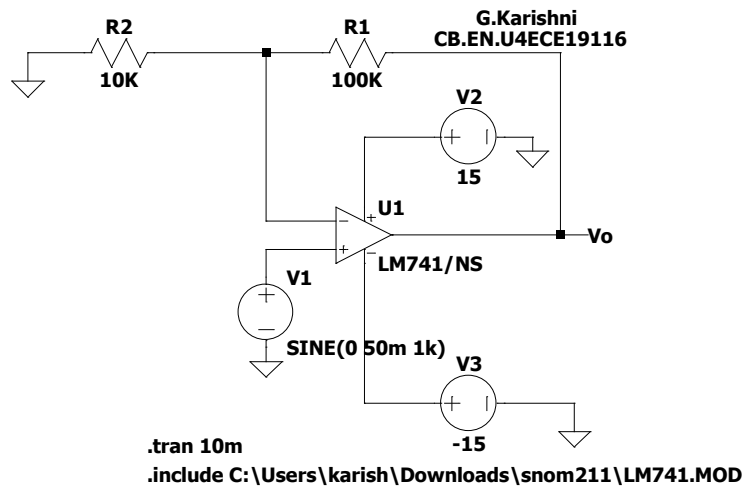 G.Karishni
CB.EN.U4ECE19116
R2
10K
R1
100K
V2
15
U1
Vo
LM741/NS
V1
SINE(0 50m 1k)
V3
-15
.tran 10m
.include C:\Users\karish\Downloads\snom211\LM741.MOD